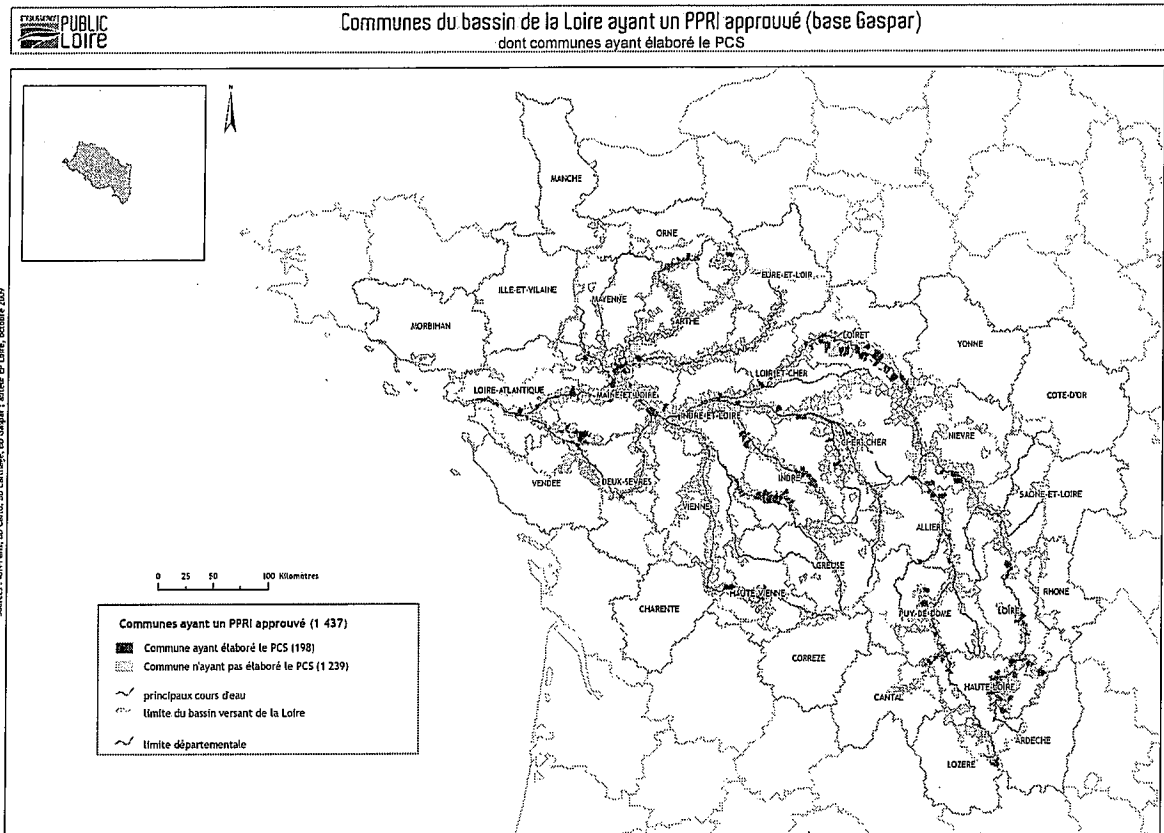 PUBLIC
LOIRE
Communes du bassin de la Loire ayant un PPRI approuvé (base Gaspar)
dont communes ayant élaboré le PCS
N
MANCHE
ORNE
EURE-ET-LOIR
ILLE-ET-VILAINE
MAYENNE
SARTHE
MORBIHAN
LOIRET
YONNE
LOIR-ET-CHER
LOIRE-ATLANTIQUE
MAINE-ET-LOIRE
INDRE-ET-LOIRE
COTE-D'OR
CHER
CHER
NIEVRE
INDRE
VENDEE
DEUX-SEVRES
VIENNE
SAONE-ET-LOIRE
ALLIER
CREUSE
0 25 50 100 Kilomètres
HAUTE-VIENNE
RHONE
CHARENTE
PUY-DE-DOME
LOIRE
CORREZE
HAUTE-LOIRE
CANTAL
ARDECHE
LOZERE
Communes ayant un PPRI approuvé (1 437)
Commune ayant élaboré le PCS (198)
Commune n'ayant pas élaboré le PCS (1 239)
principaux cours d'eau
limite du bassin versant de la Loire
limite départementale